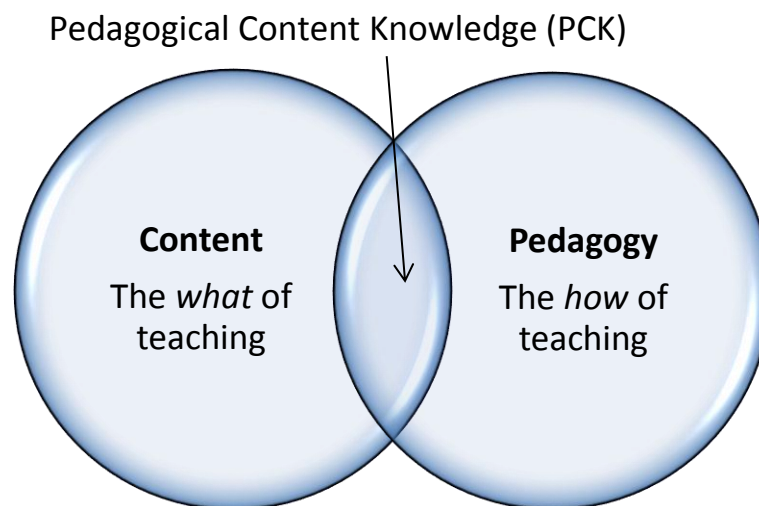 Pedagogical Content Knowledge (PCK)
Content
The what of
teaching
Pedagogy
The how of
teaching